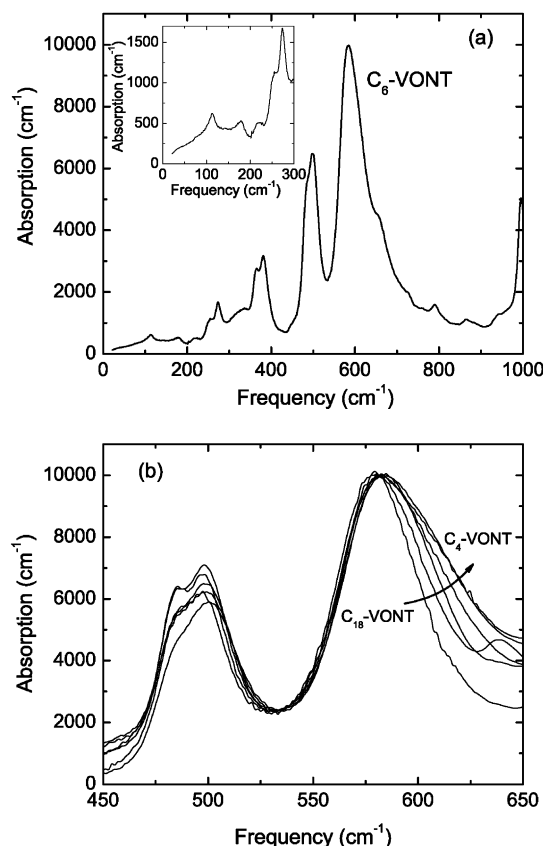 (a)
C6-VONT
10000
8000
6000
4000
2000
0
Absorption (cm-1)
0 200 400 600 800 1000
Frequency (cm-1)
1500
1000
500
0
Absorption (cm-1)
0 100 200 300
Frequency (cm-1)
(b)
C4-VONT
C18-VONT
10000
8000
6000
4000
2000
0
Absorption (cm-1)
450 500 550 600 650
Frequency (cm-1)